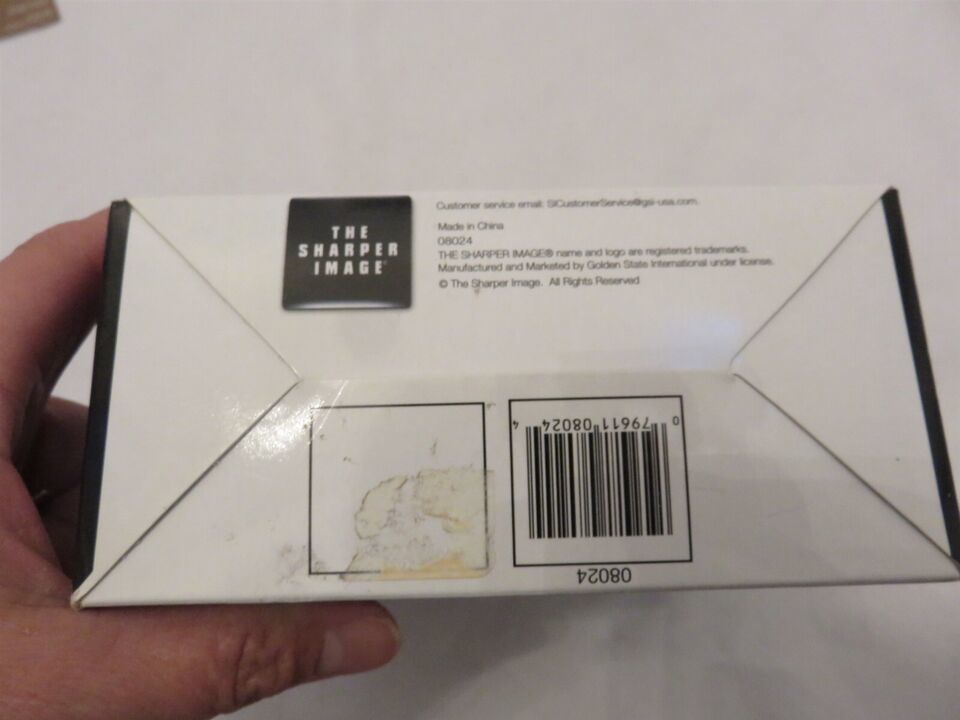 THE
SHARPER
IMAGE®
Customer service email: SICustomerService@gsi-usa.com.
Made in China
08024
THE SHARPER IMAGE® name and logo are registered trademarks.
Manufactured and Marketed by Golden State International under license.
© The Sharper Image. All Rights Reserved
0 79611 08024 4
08024